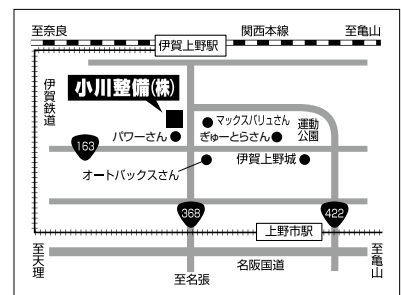 至奈良
関西本線
至亀山
伊賀上野駅
伊賀鉄道
小川整備(株)
マックスバリュさん
運動公園
パワーさん
ぎゅーとらさん
163
オートバックスさん
伊賀上野城
368
422
上野市駅
至天理
至名張
名阪国道
至亀山